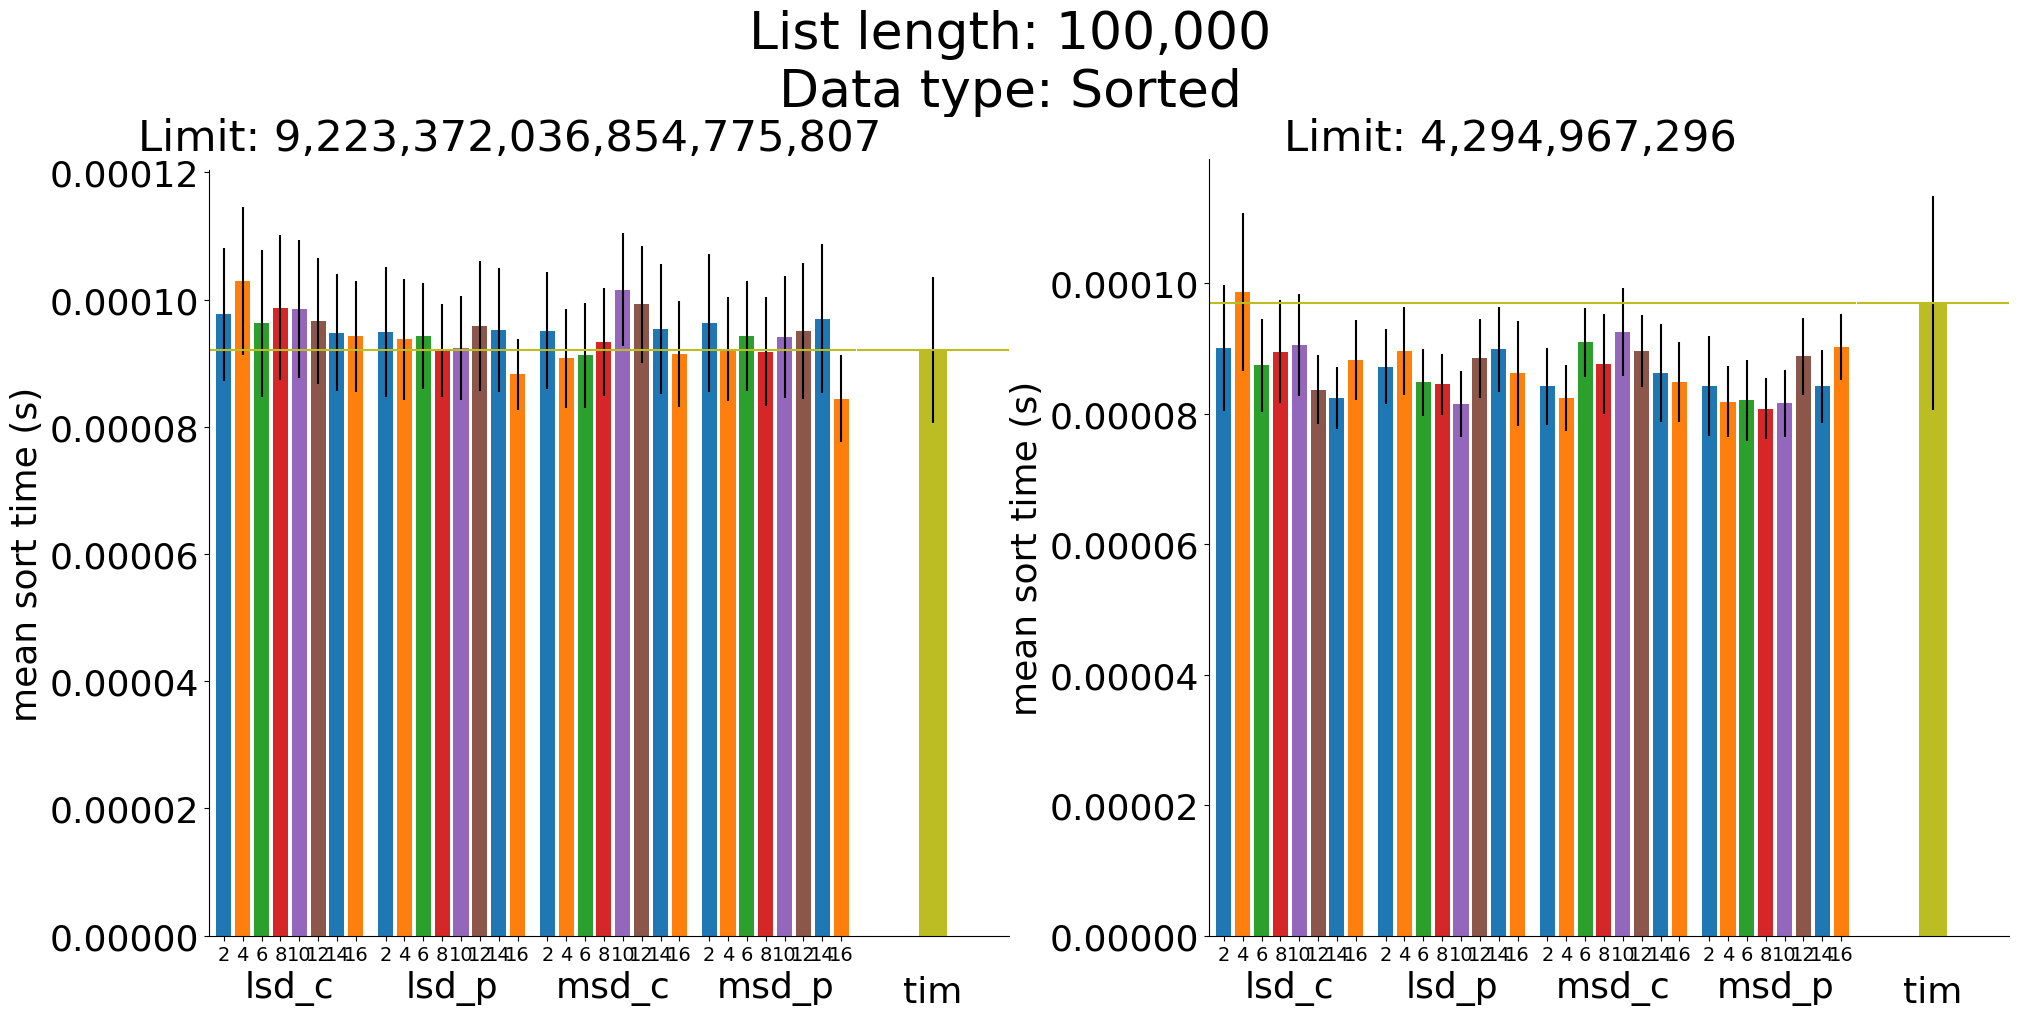 List length: 100,000
Data type: Sorted
Limit: 9,223,372,036,854,775,807
mean sort time (s)
0.00012
0.00010
0.00008
0.00006
0.00004
0.00002
0.00000
2 4 6 8 10 12 14 16 2 4 6 8 10 12 14 16 2 4 6 8 10 12 14 16 2 4 6 8 10 12 14 16
lsd_c lsd_p msd_c msd_p tim
Limit: 4,294,967,296
mean sort time (s)
0.00010
0.00008
0.00006
0.00004
0.00002
0.00000
2 4 6 8 10 12 14 16 2 4 6 8 10 12 14 16 2 4 6 8 10 12 14 16 2 4 6 8 10 12 14 16
lsd_c lsd_p msd_c msd_p tim